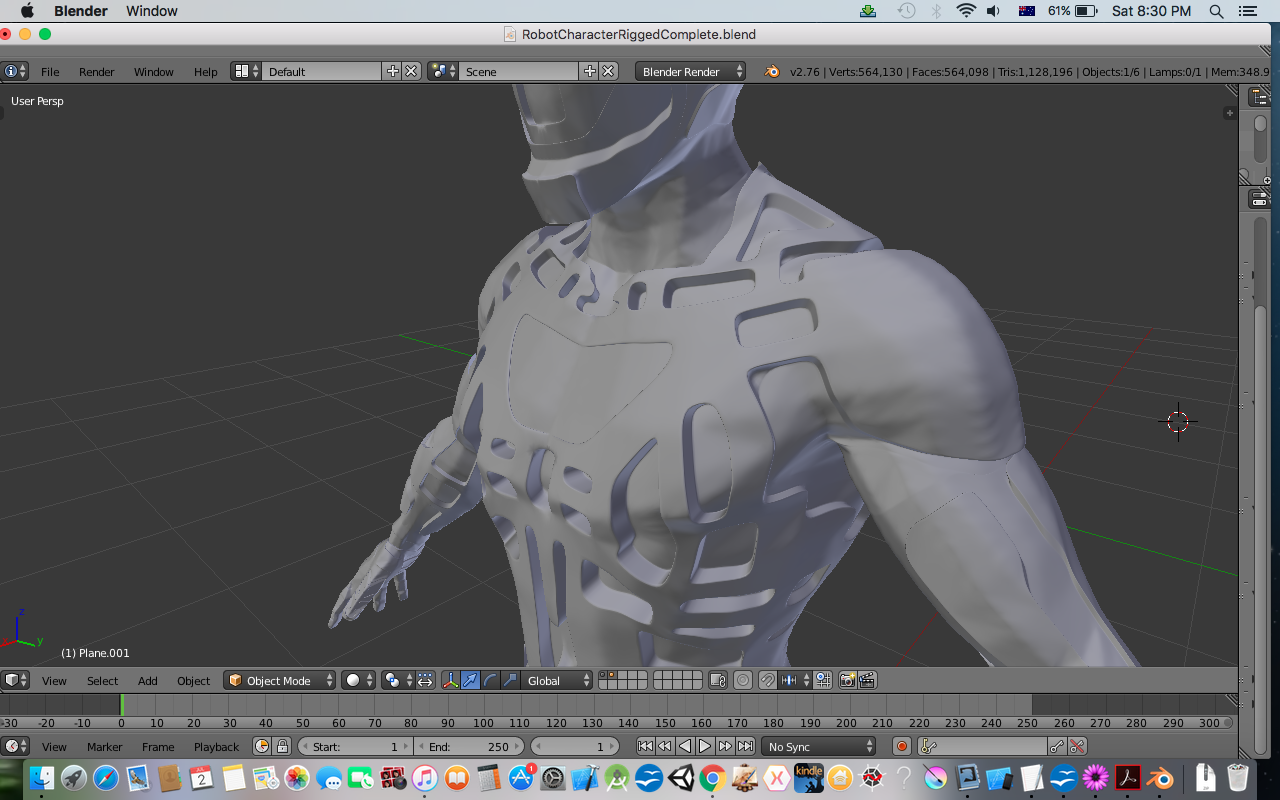 Blender Window 61% Sat 8:30 PM
RobotCharacterRiggedComplete.blend
File Render Window Help Default Scene Blender Render v2.76 | Verts:564,130 | Faces:564,098 | Tris:1,128,196 | Objects:1/6 | Lamps:0/1 | Mem:348.9
User Persp
z
x y
(1) Plane.001
View Select Add Object Object Mode Global
-30 -20 -10 0 10 20 30 40 50 60 70 80 90 100 110 120 130 140 150 160 170 180 190 200 210 220 230 240 250 260 270 280 290 300
View Marker Frame Playback Start: 1 End: 250 1 No Sync
2 1 kindle ?